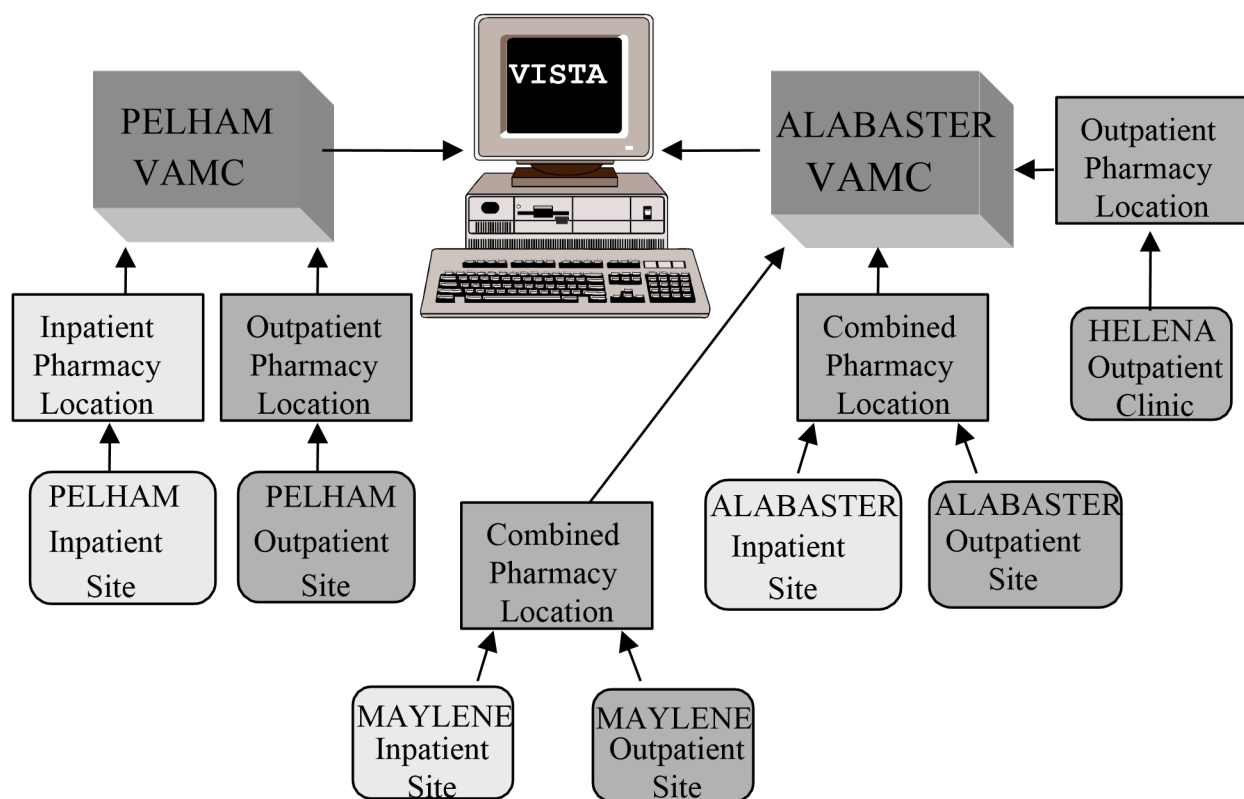 VISTA
PELHAM
VAMC
ALABASTER
VAMC
Outpatient
Pharmacy
Location
Inpatient
Pharmacy
Location
Outpatient
Pharmacy
Location
Combined
Pharmacy
Location
HELENA
Outpatient
Clinic
PELHAM
Inpatient
Site
PELHAM
Outpatient
Site
Combined
Pharmacy
Location
ALABASTER
Inpatient
Site
ALABASTER
Outpatient
Site
MAYLENE
Inpatient
Site
MAYLENE
Outpatient
Site